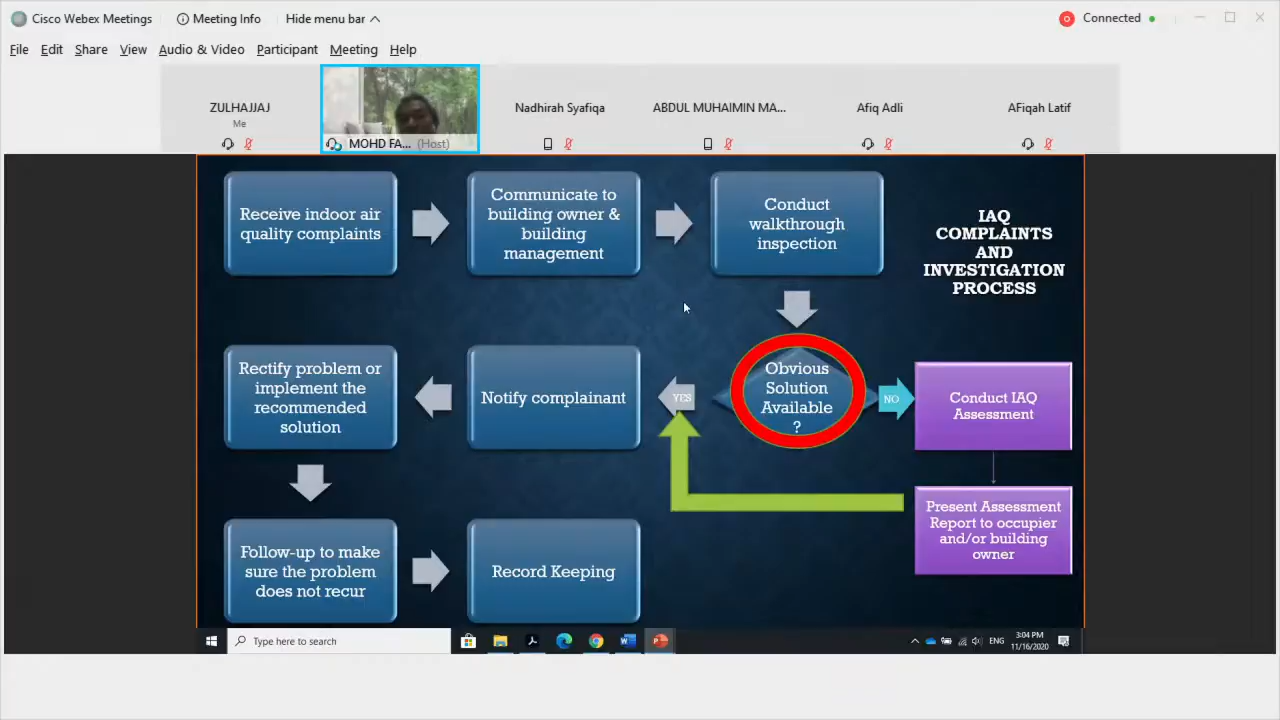 Cisco Webex Meetings
Meeting Info
Hide menu bar
Connected
File Edit Share View Audio & Video Participant Meeting Help
ZULHAJJAJ
Me
MOHD FA... (Host)
Nadhirah Syafiqa
ABDUL MUHAIMIN MA...
Afiq Adli
AFiqah Latif
Receive indoor air
quality complaints
Communicate to
building owner &
building
management
Conduct
walkthrough
inspection
IAQ
COMPLAINTS
AND
INVESTIGATION
PROCESS
Rectify problem or
implement the
recommended
solution
Notify complainant
YES
Obvious
Solution
Available
?
NO
Conduct IAQ
Assessment
Present Assessment
Report to occupier
and/or building
owner
Follow-up to make
sure the problem
does not recur
Record Keeping
Type here to search
ENG
3:04 PM
11/16/2020